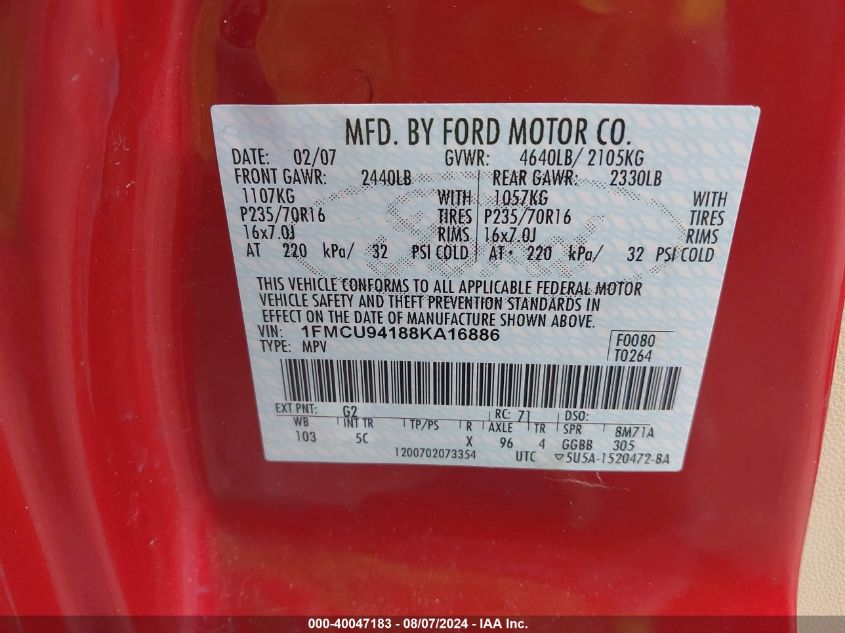 MFD. BY FORD MOTOR CO.
DATE: 02/07 GVWR: 4640LB/ 2105KG
FRONT GAWR: 2440LB REAR GAWR: 2330LB
1107KG WITH 1057KG WITH
P235/70R16 TIRES P235/70R16 TIRES
16x7.0J RIMS 16x7.0J RIMS
AT 220 kPa/ 32 PSI COLD AT 220 kPa/ 32 PSI COLD
THIS VEHICLE CONFORMS TO ALL APPLICABLE FEDERAL MOTOR
VEHICLE SAFETY AND THEFT PREVENTION STANDARDS IN
EFFECT ON THE DATE OF MANUFACTURE SHOWN ABOVE.
VIN: 1FMCU94188KA16886
TYPE: MPV
F0080
T0264
EXT PNT: G2 RC: 71 DSO:
WB INT TR TP/PS R AXLE TR SPR 8M71A
103 5C X 96 4 GGBB 305
1200702073354 UTC ▽5U5A-1520472-BA
000-40047183 - 08/07/2024 - IAA Inc.